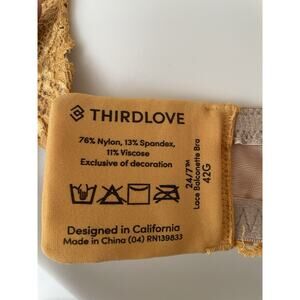 THIRDLOVE
76% Nylon, 13% Spandex,
11% Viscose
Exclusive of decoration
24/7™
Lace Balconette Bra
42G
Designed in California
Made in China (04) RN139833